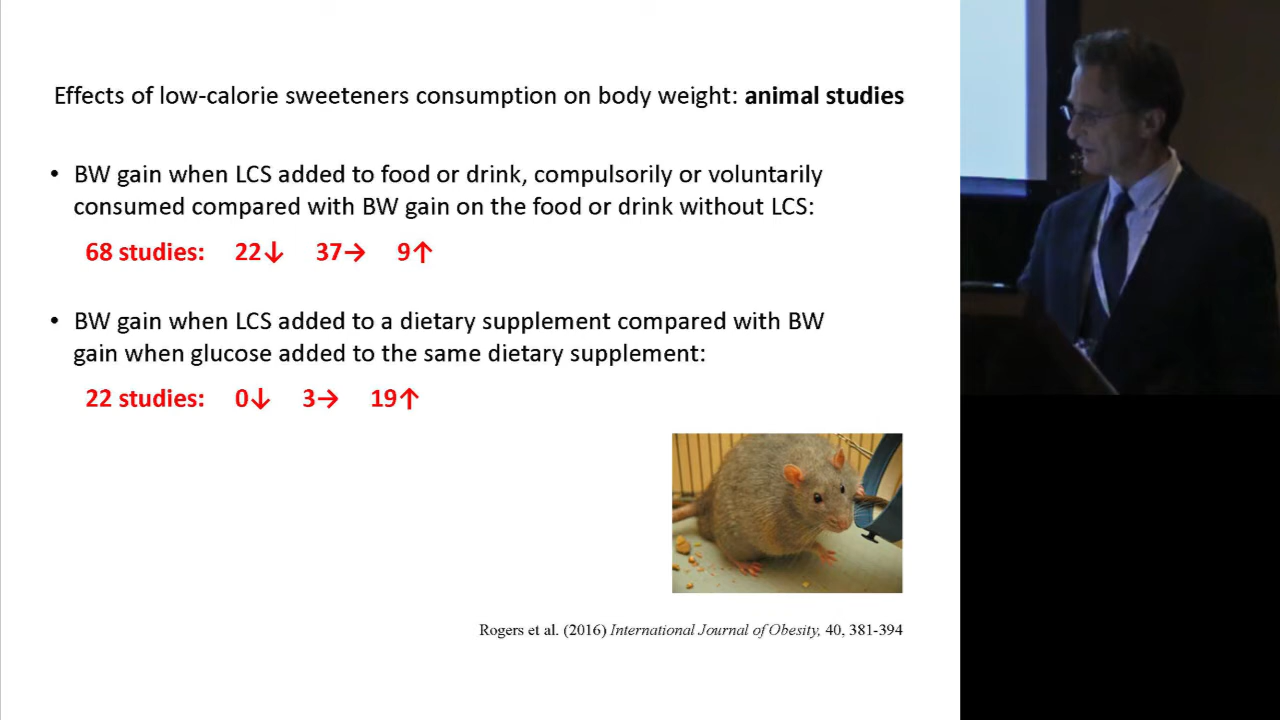 Effects of low-calorie sweeteners consumption on body weight: animal studies
• BW gain when LCS added to food or drink, compulsorily or voluntarily
consumed compared with BW gain on the food or drink without LCS:
68 studies: 22↓ 37→ 9↑
• BW gain when LCS added to a dietary supplement compared with BW
gain when glucose added to the same dietary supplement:
22 studies: 0↓ 3→ 19↑
Rogers et al. (2016) International Journal of Obesity, 40, 381-394